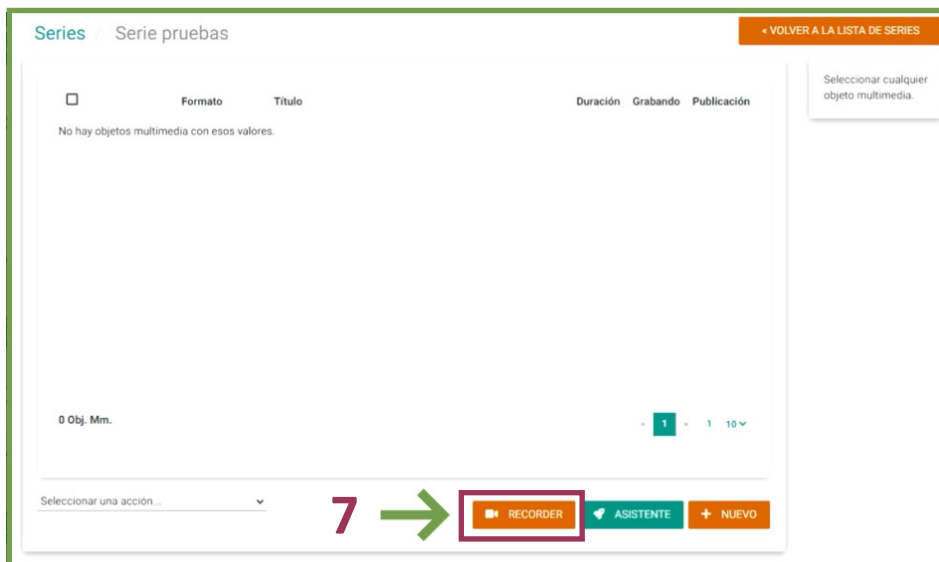 Series / Serie pruebas
« VOLVER A LA LISTA DE SERIES
Seleccionar cualquier
objeto multimedia.
Formato Título Duración Grabando Publicación
No hay objetos multimedia con esos valores.
0 Obj. Mm.
« 1 » 1 10
Seleccionar una acción...
7
RECORDER
ASISTENTE
+ NUEVO